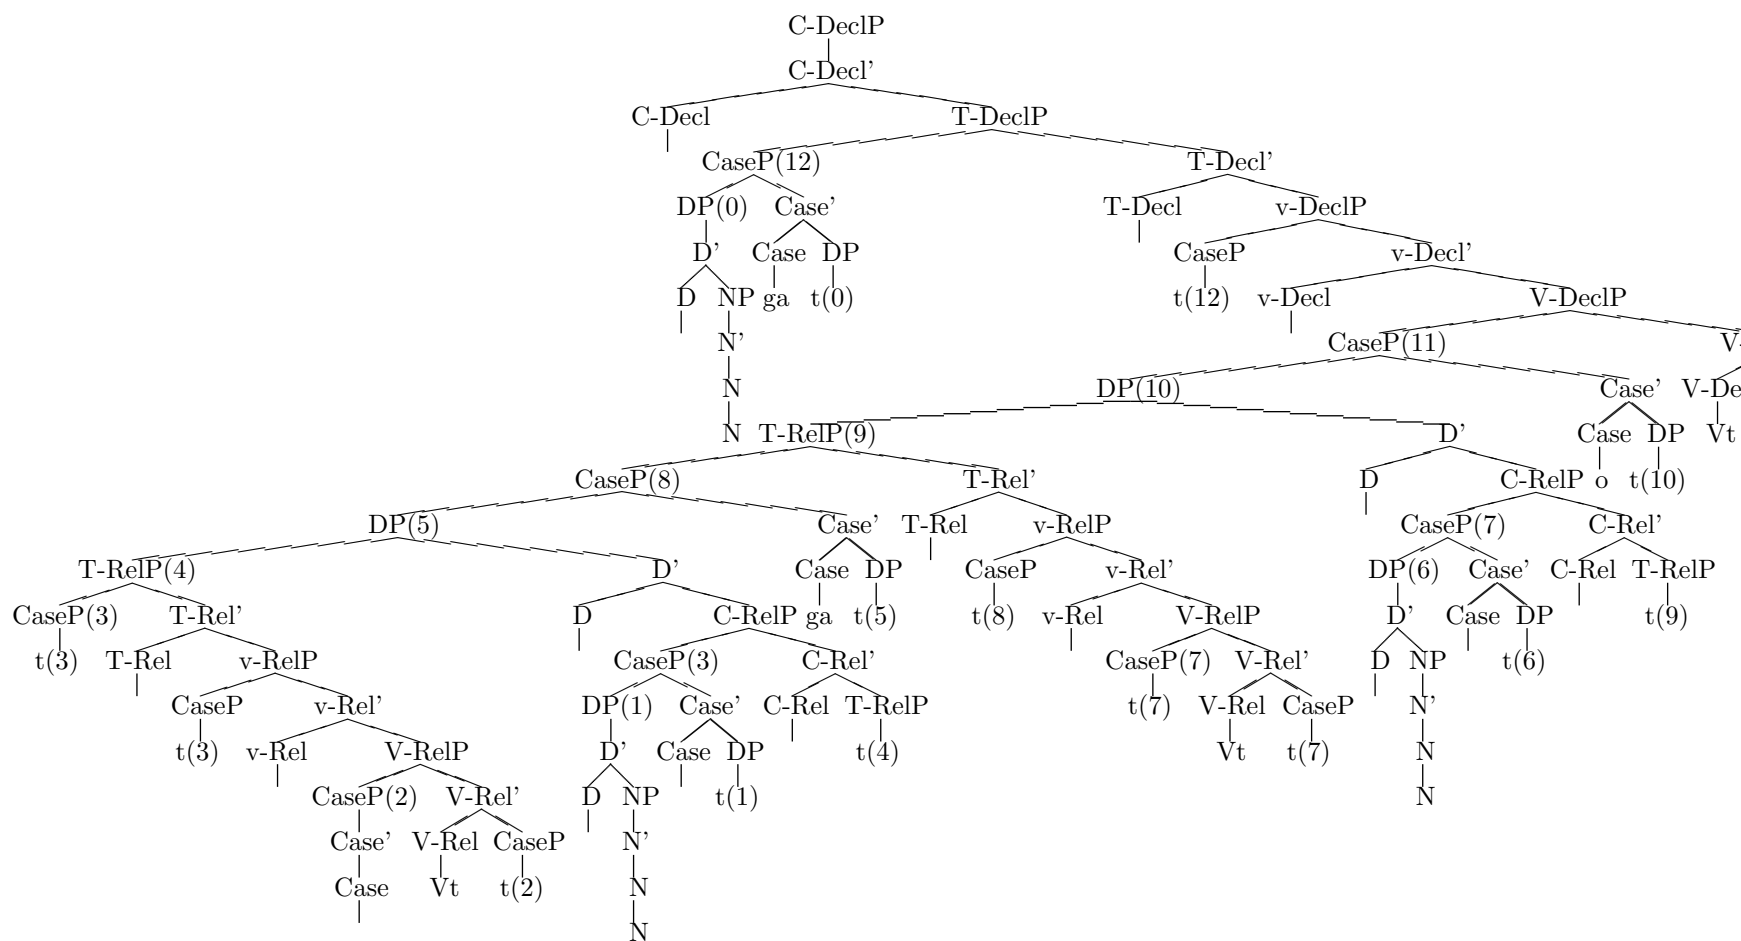 C-DeclP
C-Decl'
C-Decl T-DeclP
CaseP(12) T-Decl'
DP(0) Case' T-Decl v-DeclP
D' Case DP CaseP v-Decl'
D NP ga t(0) t(12) v-Decl V-DeclP
N' CaseP(11) V-
N DP(10) Case' V-De
N T-RelP(9) D' Case DP Vt
CaseP(8) T-Rel' D C-RelP o t(10)
DP(5) Case' T-Rel v-RelP CaseP(7) C-Rel'
T-RelP(4) D' Case DP CaseP v-Rel' DP(6) Case' C-Rel T-RelP
CaseP(3) T-Rel' D C-RelP ga t(5) t(8) v-Rel V-RelP D' Case DP t(9)
t(3) T-Rel v-RelP CaseP(3) C-Rel' CaseP(7) V-Rel' D NP t(6)
CaseP v-Rel' DP(1) Case' C-Rel T-RelP t(7) V-Rel CaseP N'
t(3) v-Rel V-RelP D' Case DP t(4) Vt t(7) N
CaseP(2) V-Rel' D NP t(1) N
Case' V-Rel CaseP N'
Case Vt t(2) N
N